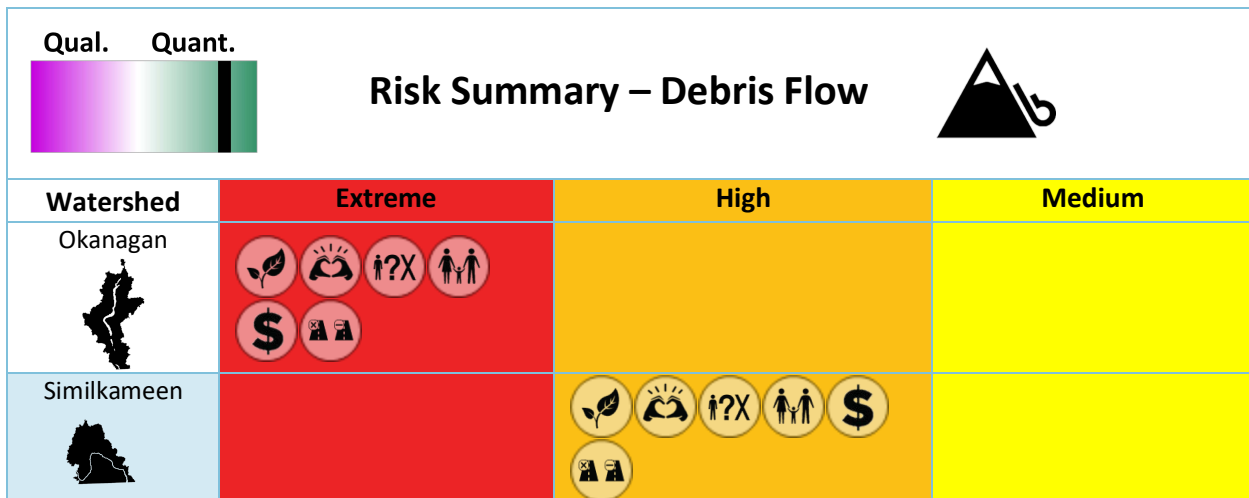 Qual. Quant.
Risk Summary – Debris Flow
Watershed Extreme High Medium
Okanagan
?X
$
Similkameen
?X $